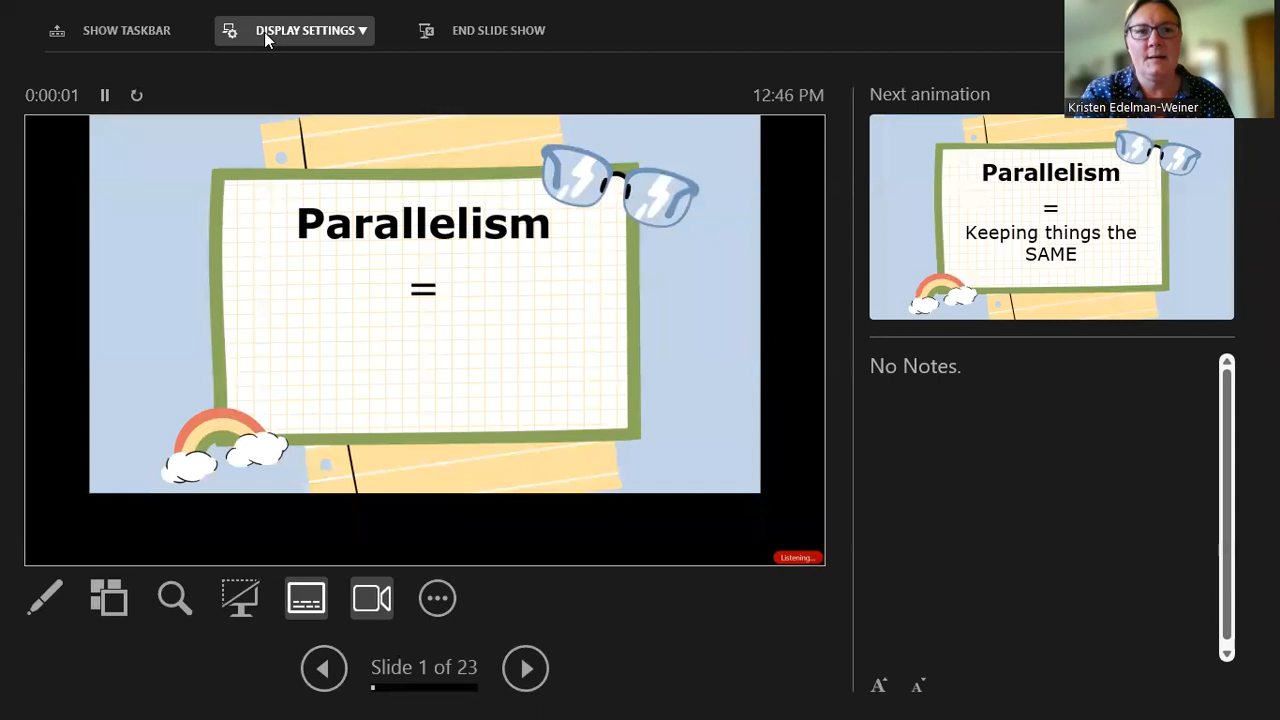 SHOW TASKBAR
DISPLAY SETTINGS ▾
END SLIDE SHOW
Kristen Edelman-Weiner
0:00:01
12:46 PM
Next animation
Parallelism
=
Listening...
Parallelism
=
Keeping things the
SAME
No Notes.
Slide 1 of 23
A A